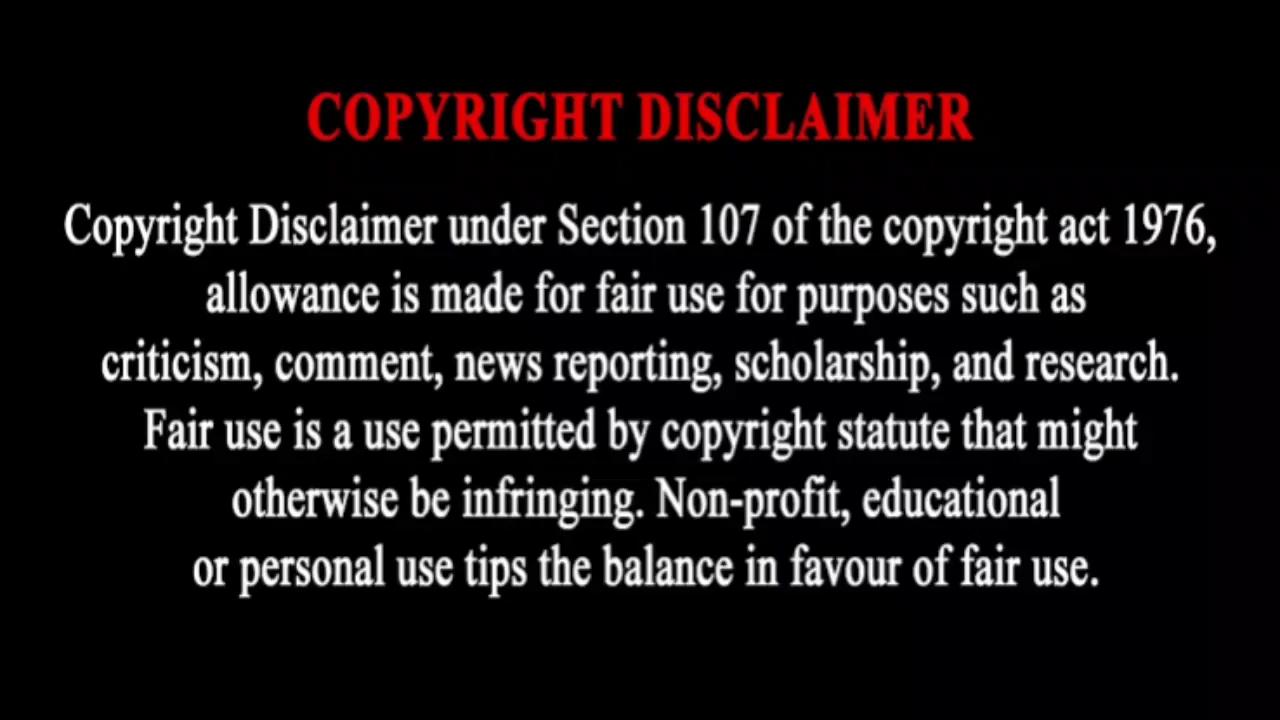 COPYRIGHT DISCLAIMER
Copyright Disclaimer under Section 107 of the copyright act 1976,
allowance is made for fair use for purposes such as
criticism, comment, news reporting, scholarship, and research.
Fair use is a use permitted by copyright statute that might
otherwise be infringing. Non-profit, educational
or personal use tips the balance in favour of fair use.